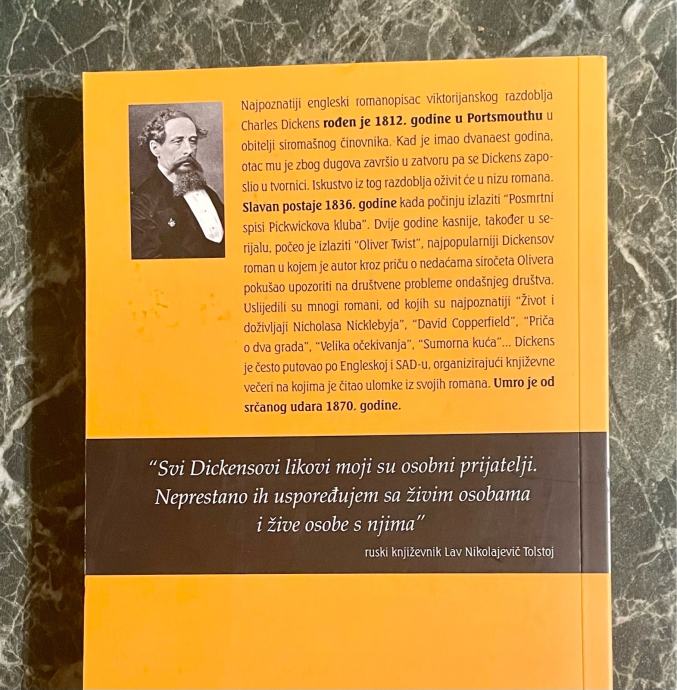 Najpoznatiji engleski romanopisac viktorijanskog razdoblja
Charles Dickens rođen je 1812. godine u Portsmouthu u
obitelji siromašnog činovnika. Kad je imao dvanaest godina,
otac mu je zbog dugova završio u zatvoru pa se Dickens zapo-
slio u tvornici. Iskustvo iz tog razdoblja oživit će u nizu romana.
Slavan postaje 1836. godine kada počinju izlaziti “Posmrtni
spisi Pickwickova kluba”. Dvije godine kasnije, također u se-
rijalu, počeo je izlaziti “Oliver Twist”, najpopularniji Dickensov
roman u kojem je autor kroz priču o nedaćama siročeta Olivera
pokušao upozoriti na društvene probleme ondašnjeg društva.
Uslijedili su mnogi romani, od kojih su najpoznatiji “Život i
doživljaji Nicholasa Nicklebyja”, “David Copperfield”, “Priča
o dva grada”, “Velika očekivanja”, “Sumorna kuća”... Dickens
je često putovao po Engleskoj i SAD-u, organizirajući književne
večeri na kojima je čitao ulomke iz svojih romana. Umro je od
srčanog udara 1870. godine.
“Svi Dickensovi likovi moji su osobni prijatelji.
Neprestano ih uspoređujem sa živim osobama
i žive osobe s njima”
ruski književnik Lav Nikolajevič Tolstoj